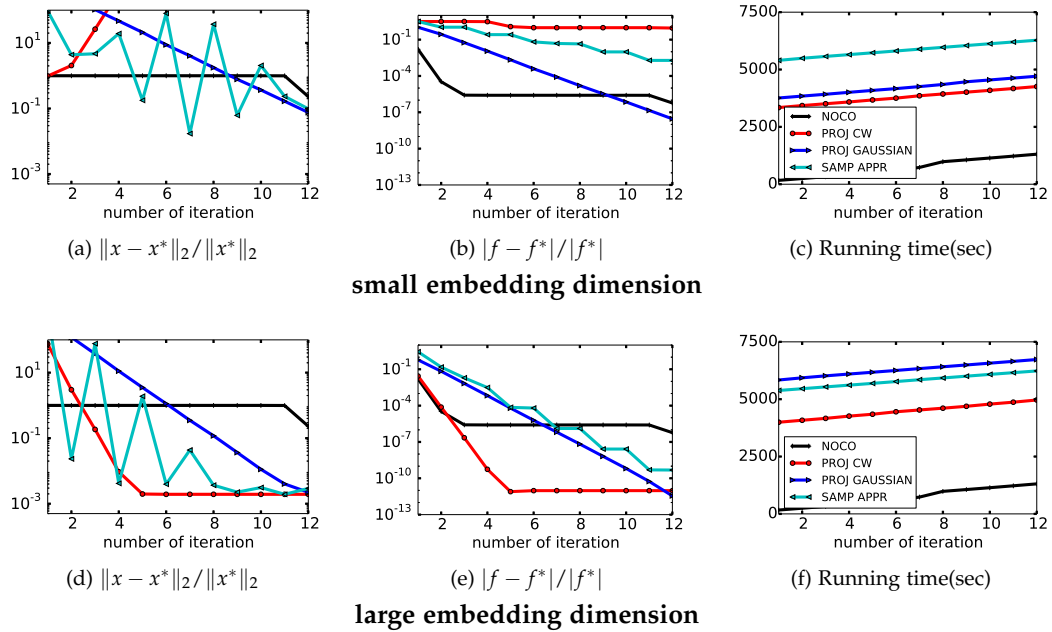 10^1
10^-1
10^-3
2 4 6 8 10 12
number of iteration
(a) ‖x − x*‖₂/‖x*‖₂
10^-1
10^-4
10^-7
10^-10
10^-13
2 4 6 8 10 12
number of iteration
(b) |f − f*|/|f*|
7500
5000
2500
0
NOCO
PROJ CW
PROJ GAUSSIAN
SAMP APPR
2 4 6 8 10 12
number of iteration
(c) Running time(sec)
small embedding dimension
10^1
10^-1
10^-3
2 4 6 8 10 12
number of iteration
(d) ‖x − x*‖₂/‖x*‖₂
10^-1
10^-4
10^-7
10^-10
10^-13
2 4 6 8 10 12
number of iteration
(e) |f − f*|/|f*|
7500
5000
2500
0
NOCO
PROJ CW
PROJ GAUSSIAN
SAMP APPR
2 4 6 8 10 12
number of iteration
(f) Running time(sec)
large embedding dimension